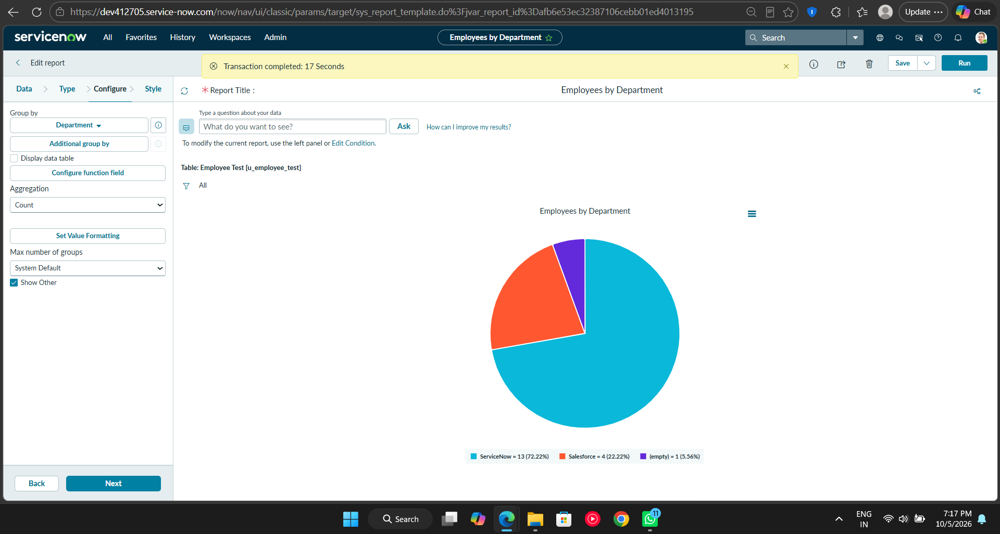 https://dev412705.service-now.com/now/nav/ui/classic/params/target/sys_report_template.do%3Fjvar_report_id%3Dafb6e53ec32387106cebb01ed4013195
Update
Chat
servicenow
All
Favorites
History
Workspaces
Admin
Employees by Department
Search
Edit report
Transaction completed: 17 Seconds
Save
Run
Data
Type
Configure
Style
*Report Title :
Employees by Department
Group by
Department
Additional group by
Display data table
Configure function field
Aggregation
Count
Set Value Formatting
Max number of groups
System Default
Show Other
Back
Next
Type a question about your data
What do you want to see?
Ask
How can I improve my results?
To modify the current report, use the left panel or Edit Condition.
Table: Employee Test [u_employee_test]
All
Employees by Department
ServiceNow = 13 (72.22%)
Salesforce = 4 (22.22%)
(empty) = 1 (5.56%)
Search
11
ENG
IN
7:17 PM
10/5/2026